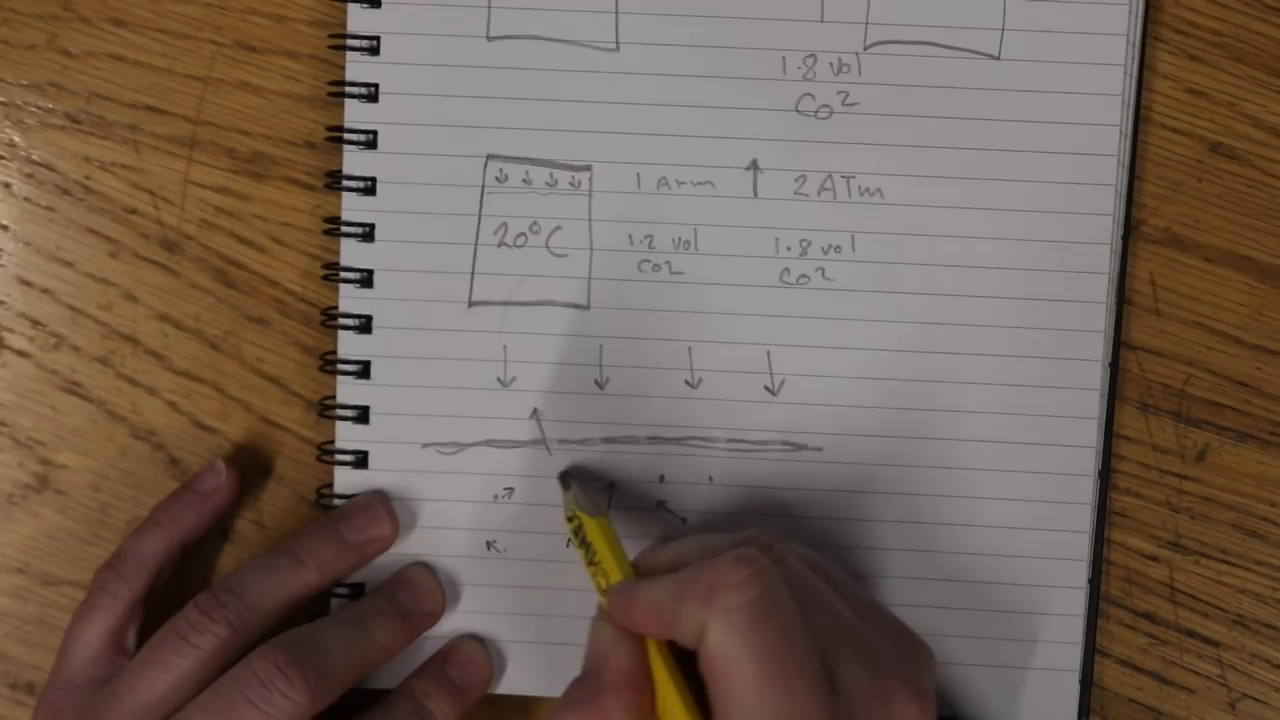 1.8 vol
Co²
1 Atm ↑ 2 ATm
20°C
1.2 vol 1.8 vol
CO2 Co²